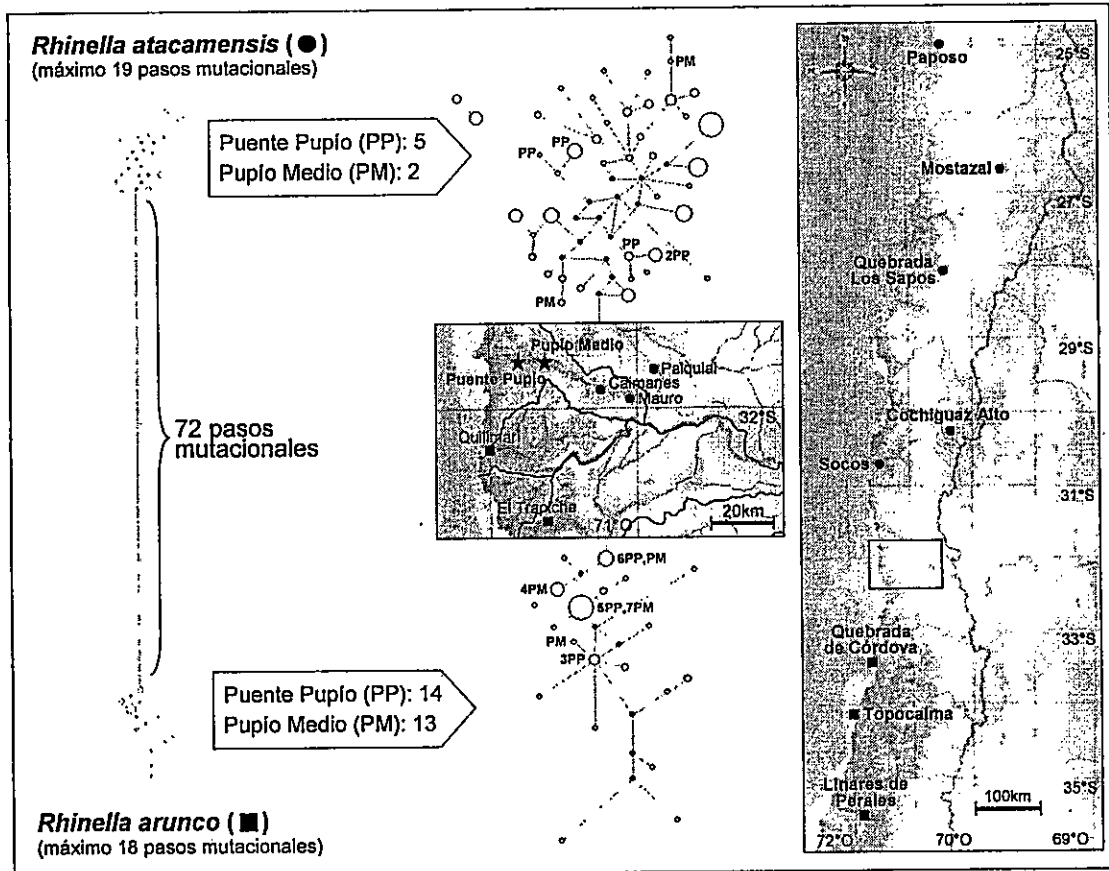 Rhinella atacamensis (●)
(máximo 19 pasos mutacionales)
Puente Pupío (PP): 5
Pupío Medio (PM): 2
72 pasos
mutacionales
Puente Pupío (PP): 14
Pupío Medio (PM): 13
Rhinella arunco (■)
(máximo 18 pasos mutacionales)
PM
PP
PP
PP
2PP
PM
Pupío Medio
Puente Pupío
Palquial
Caimanes
Mauro
32°S
Quilimarí
El Trapiche
71°O
20km
6PP,PM
4PM
5PP,7PM
PM
3PP
25°S
Paposo
Mostazal
27°S
Quebrada
Los Sapos
29°S
Cochiguaz Alto
Socos
31°S
33°S
Quebrada
de Córdova
Topocalma
35°S
Linares de
Perales
100km
72°O
70°O
69°O